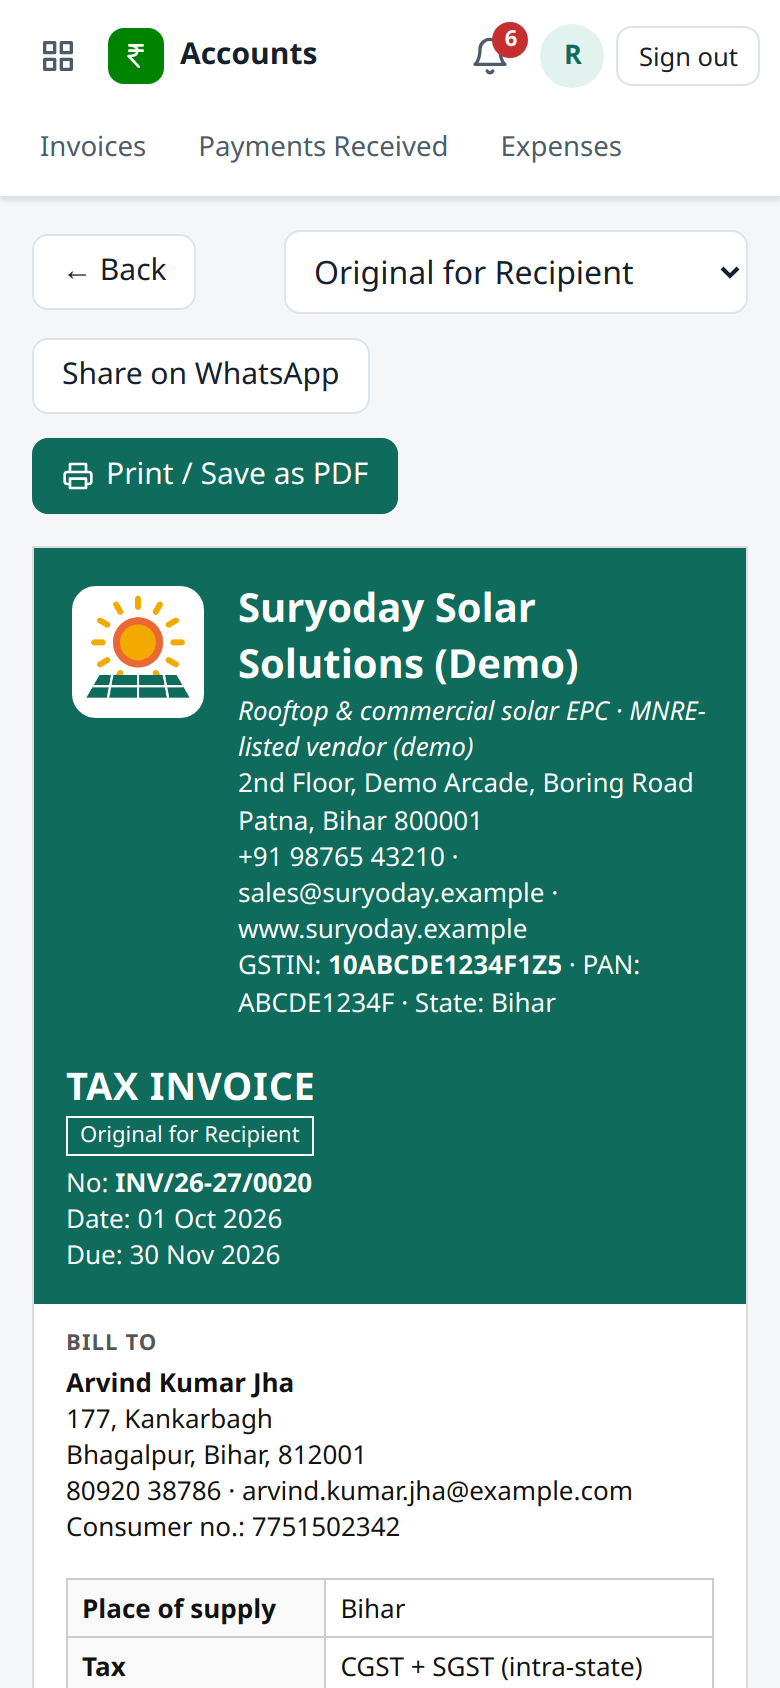 ₹ Accounts
6
R
Sign out
Invoices Payments Received Expenses
← Back
Original for Recipient
Share on WhatsApp
Print / Save as PDF
Suryoday Solar
Solutions (Demo)
Rooftop & commercial solar EPC · MNRE-
listed vendor (demo)
2nd Floor, Demo Arcade, Boring Road
Patna, Bihar 800001
+91 98765 43210 ·
sales@suryoday.example ·
www.suryoday.example
GSTIN: 10ABCDE1234F1Z5 · PAN:
ABCDE1234F · State: Bihar
TAX INVOICE
Original for Recipient
No: INV/26-27/0020
Date: 01 Oct 2026
Due: 30 Nov 2026
BILL TO
Arvind Kumar Jha
177, Kankarbagh
Bhagalpur, Bihar, 812001
80920 38786 · arvind.kumar.jha@example.com
Consumer no.: 7751502342
Place of supply Bihar
Tax CGST + SGST (intra-state)